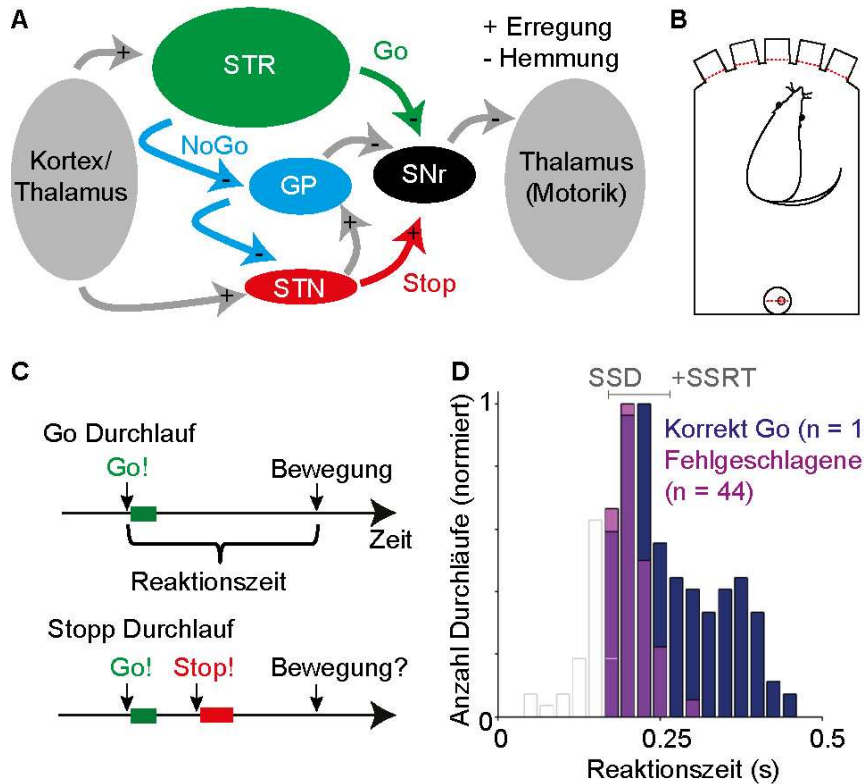 A
STR
Go
+ Erregung
- Hemmung
B
Kortex/
Thalamus
+
-
NoGo
-
GP
-
SNr
-
Thalamus
(Motorik)
-
+
+
STN
+
Stop
C
Go Durchlauf
Go!
Bewegung
Zeit
Reaktionszeit
Stopp Durchlauf
Go!
Stop!
Bewegung?
D
SSD
+SSRT
Korrekt Go (n = 1
Fehlgeschlagene
(n = 44)
Anzahl Durchläufe (normiert)
1
0
0
0.25
0.5
Reaktionszeit (s)